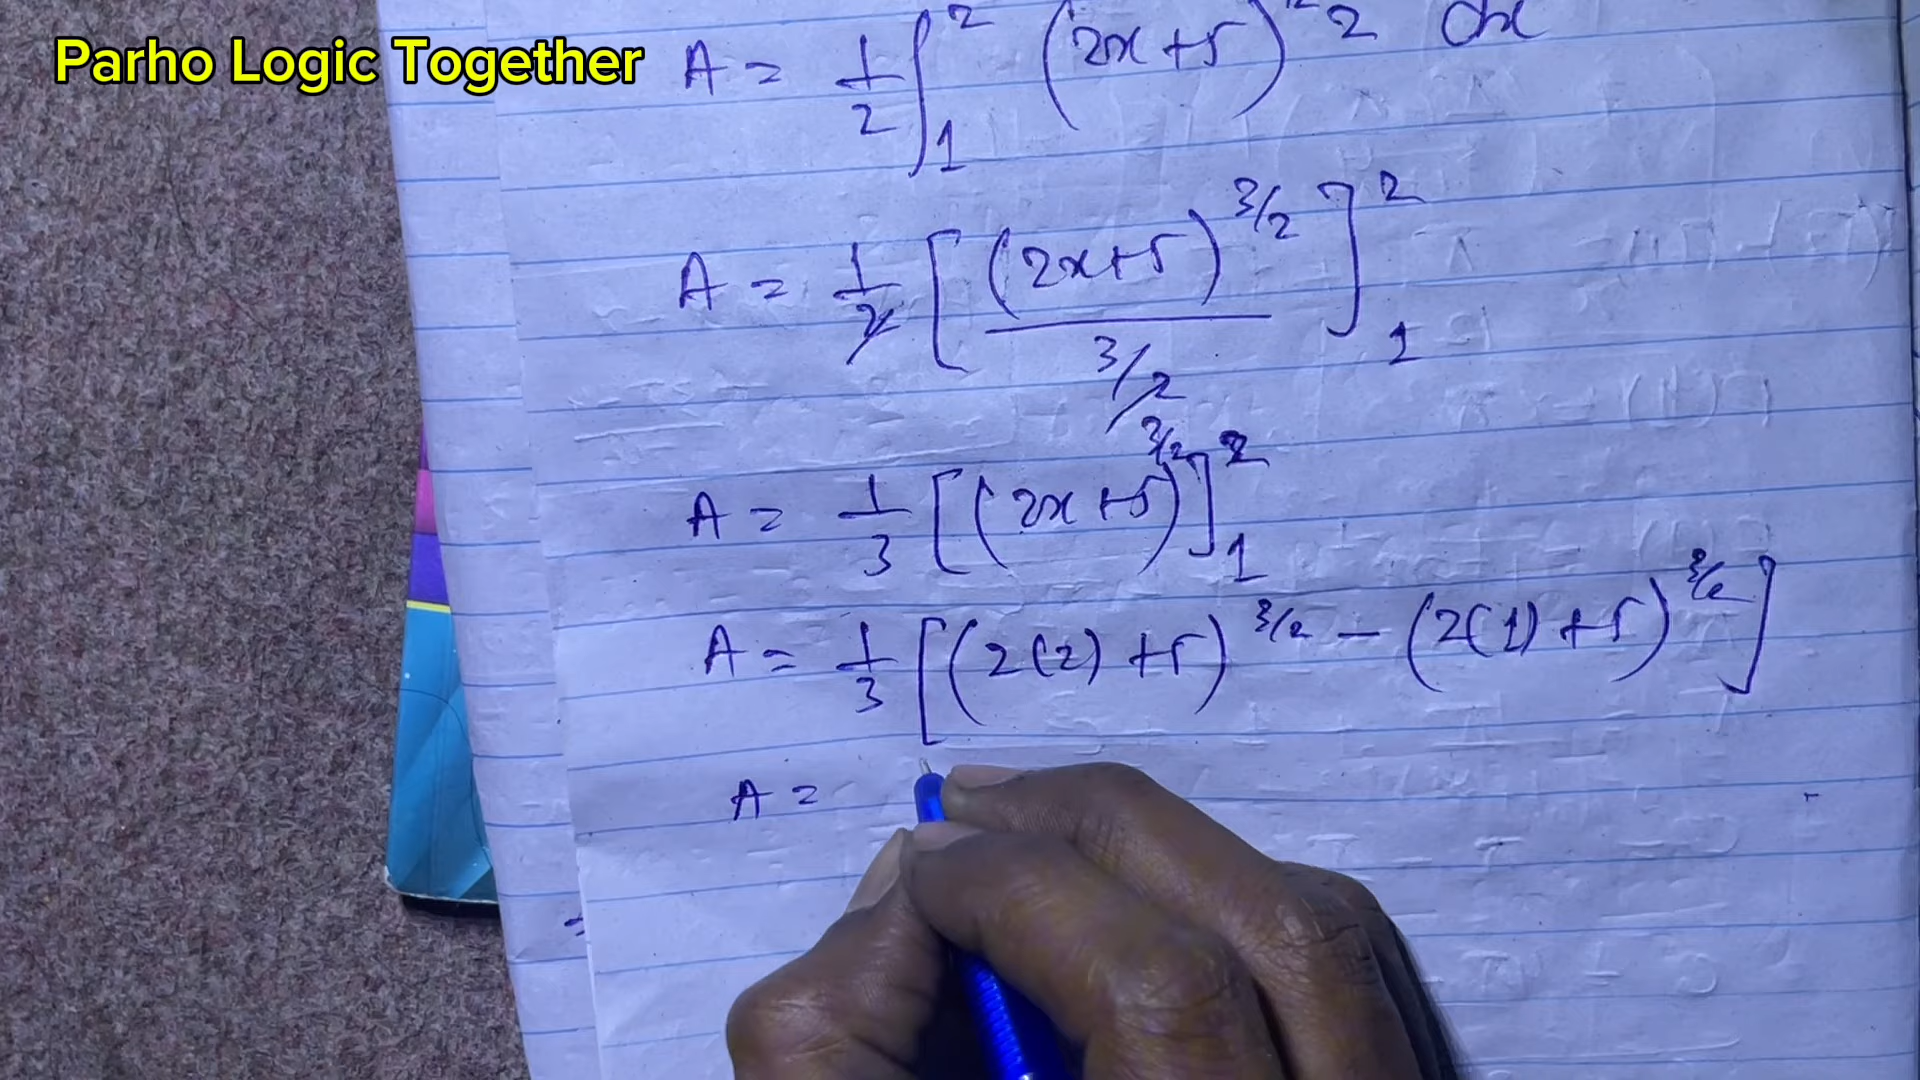 Parho Logic Together
A = 1/2 ∫₁² (2x+5) 2 dx
A = 1/2 [(2x+5)^3/2 / 3/2]₁²
A = 1/3 [(2x+5)^3/2]₁²
A = 1/3 [(2(2)+5)^3/2 - (2(1)+5)^3/2]
A =